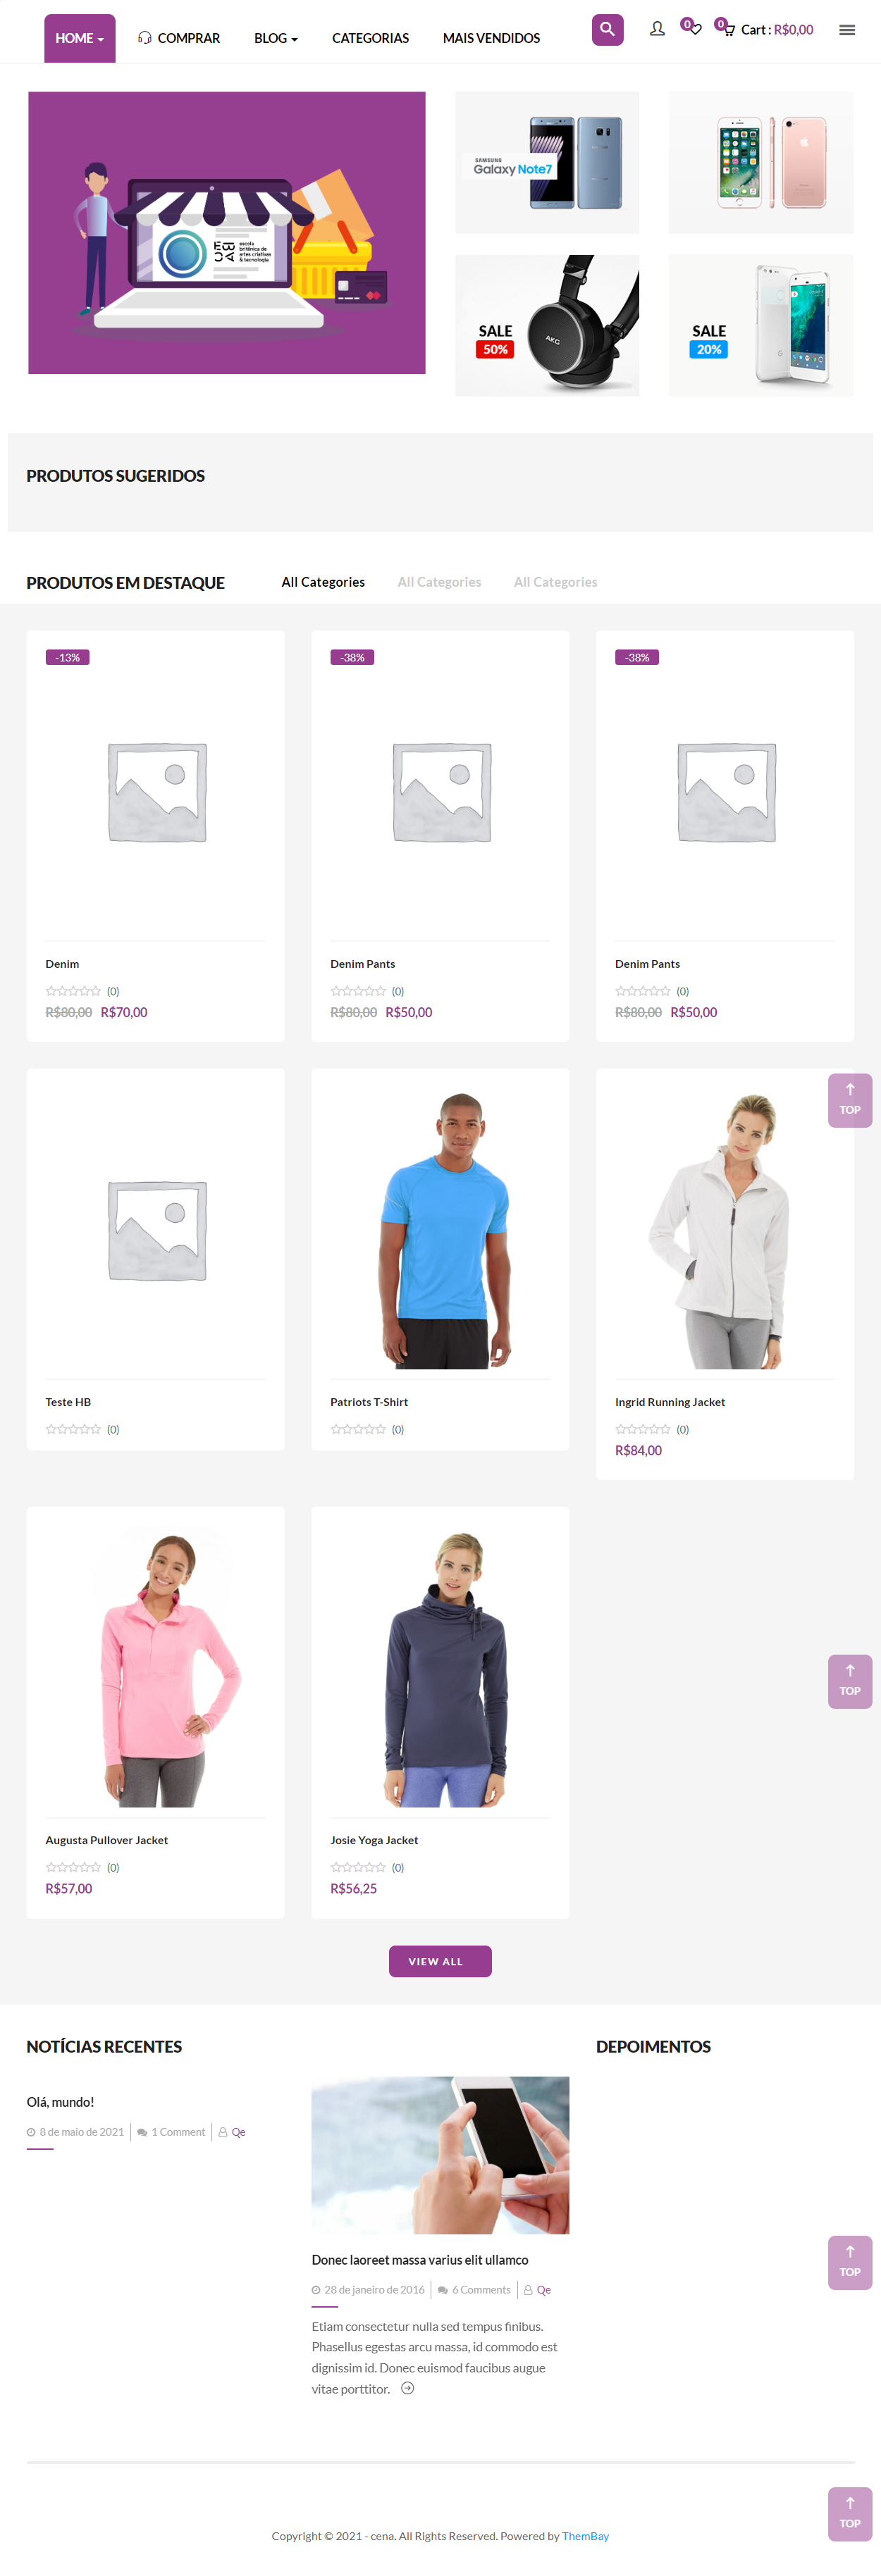 HOME
COMPRAR
BLOG
CATEGORIAS
MAIS VENDIDOS
0
0
Cart : R$0,00
EBAC
escola
britânica de
artes criativas
& tecnologia
SAMSUNG
Galaxy Note7
SALE
50%
AKG
SALE
20%
PRODUTOS SUGERIDOS
PRODUTOS EM DESTAQUE
All Categories
All Categories
All Categories
-13%
-38%
-38%
Denim
(0)
R$80,00 R$70,00
Denim Pants
(0)
R$80,00 R$50,00
Denim Pants
(0)
R$80,00 R$50,00
TOP
Teste HB
(0)
Patriots T-Shirt
(0)
Ingrid Running Jacket
(0)
R$84,00
TOP
Augusta Pullover Jacket
(0)
R$57,00
Josie Yoga Jacket
(0)
R$56,25
VIEW ALL
NOTÍCIAS RECENTES
Olá, mundo!
8 de maio de 2021 1 Comment Qe
Donec laoreet massa varius elit ullamco
28 de janeiro de 2016 6 Comments Qe
Etiam consectetur nulla sed tempus finibus.
Phasellus egestas arcu massa, id commodo est
dignissim id. Donec euismod faucibus augue
vitae porttitor.
DEPOIMENTOS
TOP
TOP
Copyright © 2021 - cena. All Rights Reserved. Powered by ThemBay